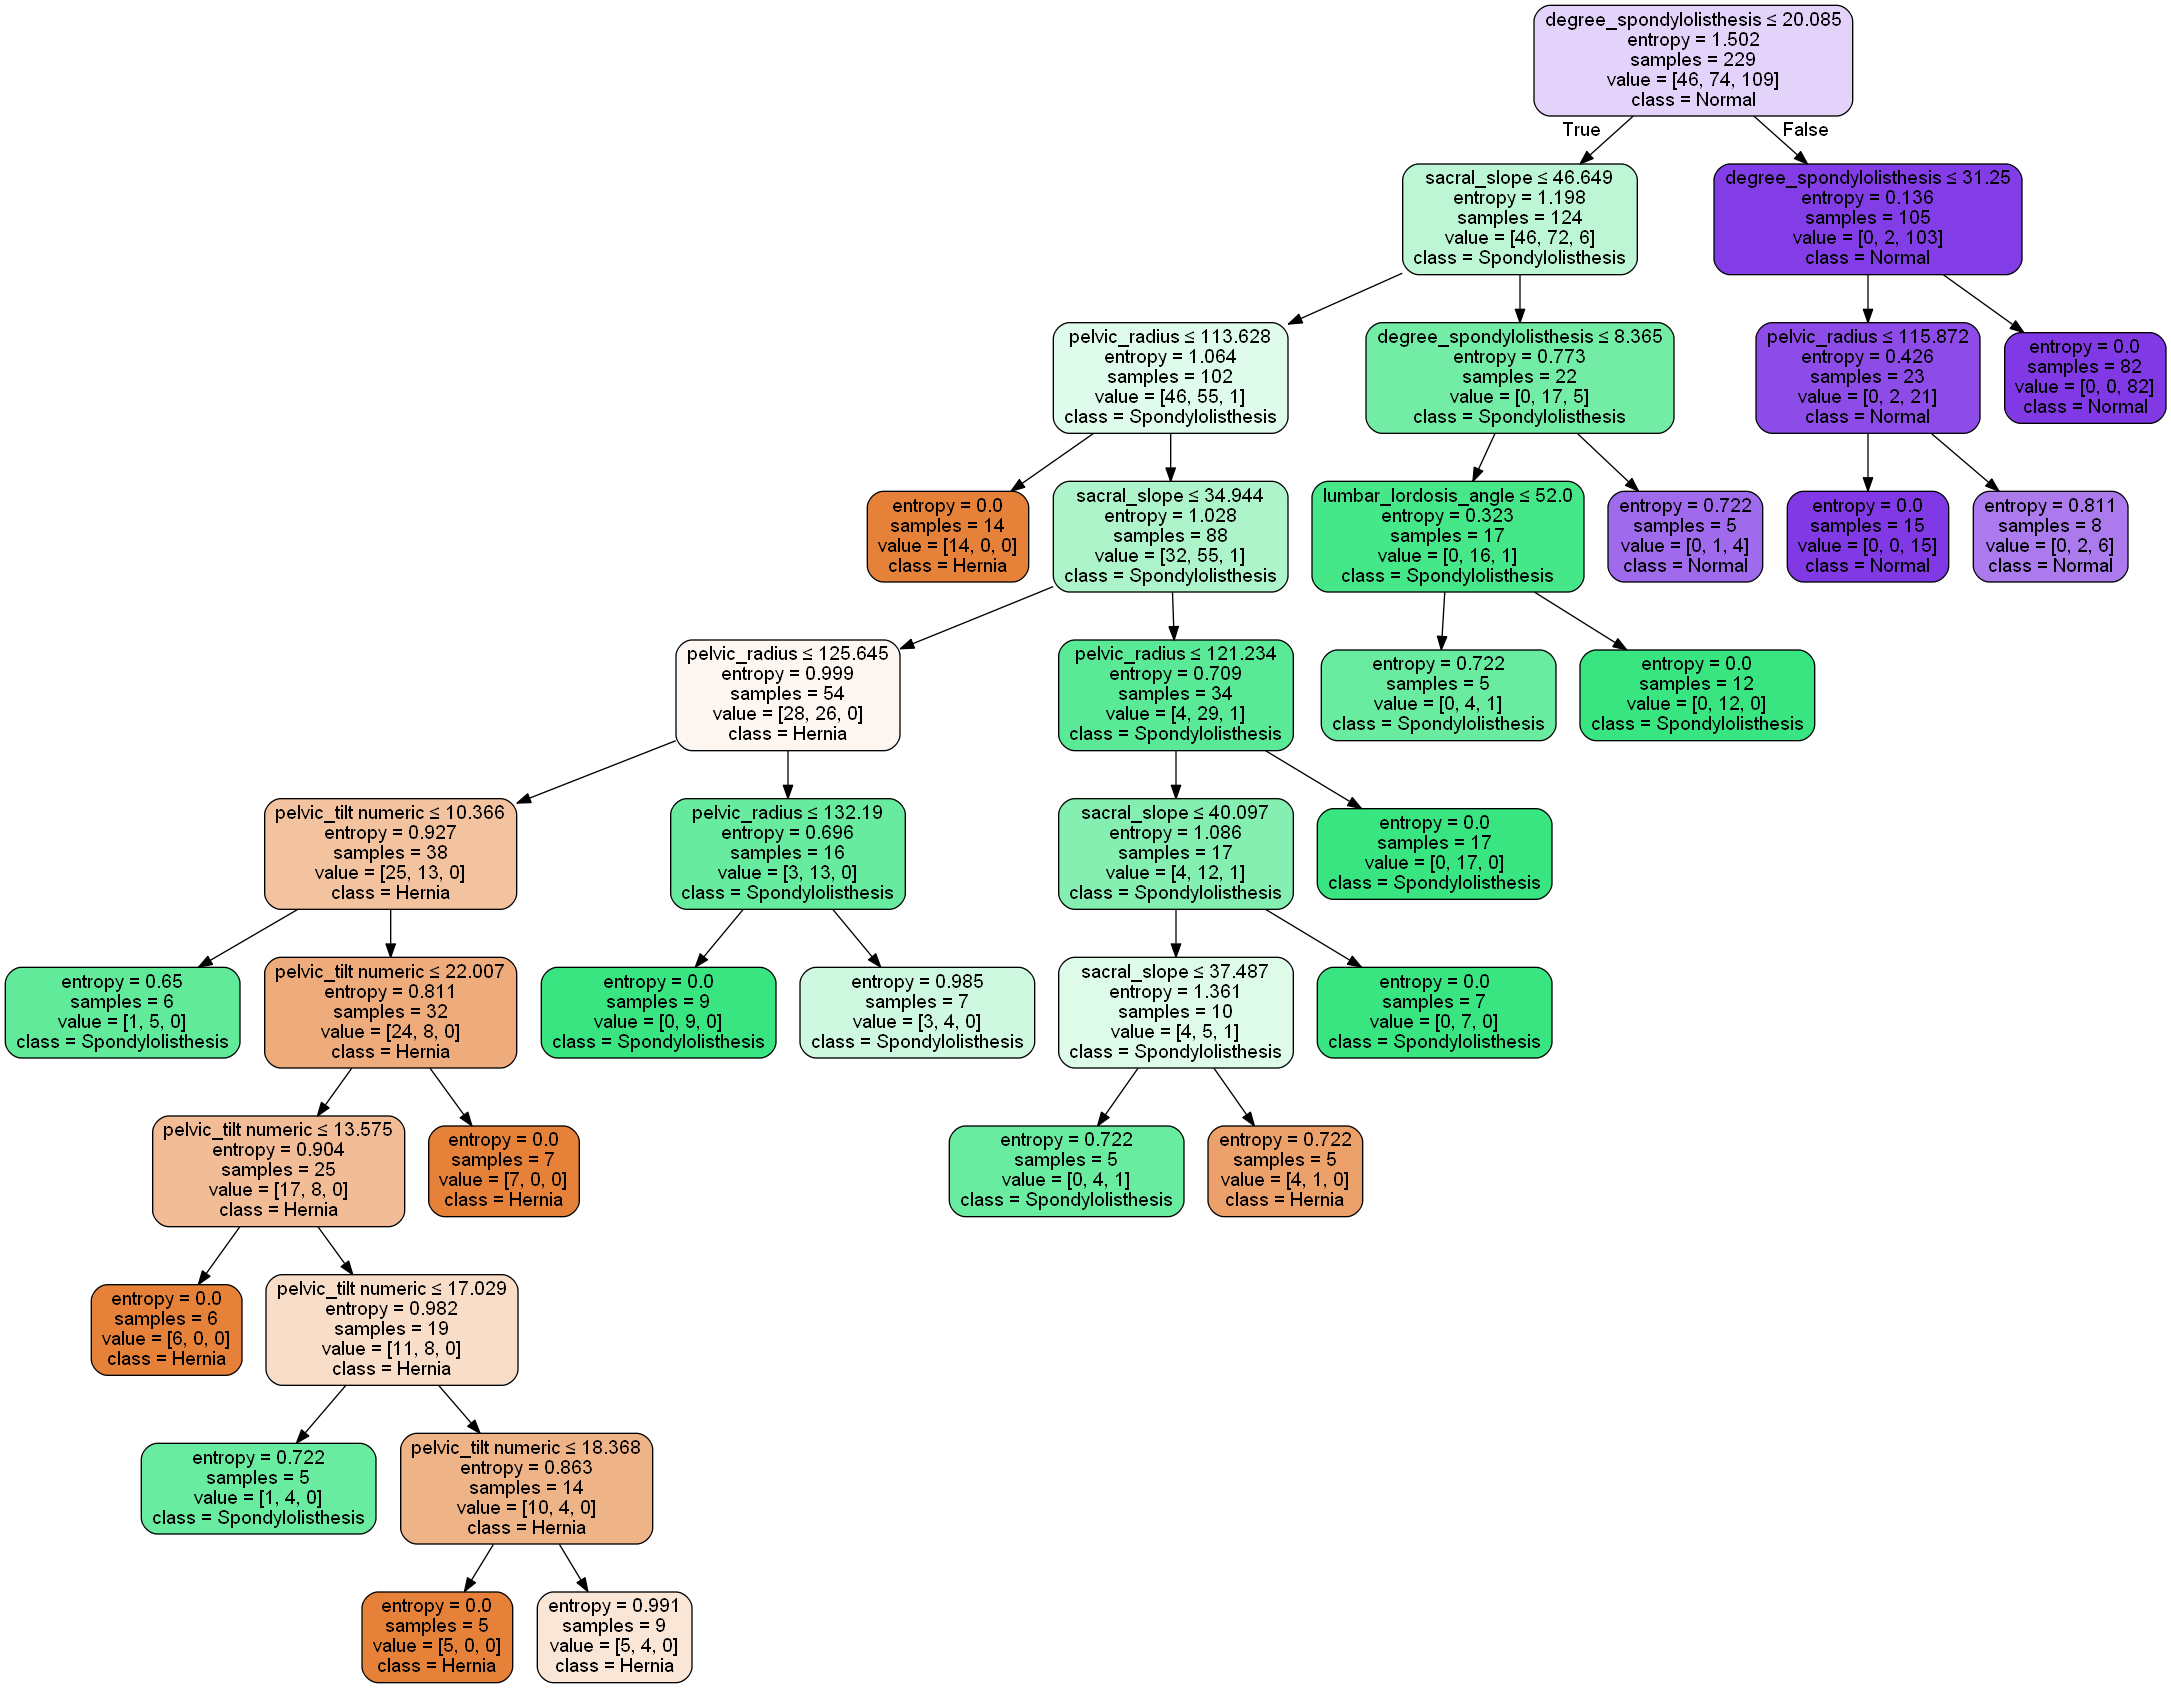 degree_spondylolisthesis ≤ 20.085
entropy = 1.502
samples = 229
value = [46, 74, 109]
class = Normal
True
False
sacral_slope ≤ 46.649
entropy = 1.198
samples = 124
value = [46, 72, 6]
class = Spondylolisthesis
degree_spondylolisthesis ≤ 31.25
entropy = 0.136
samples = 105
value = [0, 2, 103]
class = Normal
pelvic_radius ≤ 113.628
entropy = 1.064
samples = 102
value = [46, 55, 1]
class = Spondylolisthesis
degree_spondylolisthesis ≤ 8.365
entropy = 0.773
samples = 22
value = [0, 17, 5]
class = Spondylolisthesis
pelvic_radius ≤ 115.872
entropy = 0.426
samples = 23
value = [0, 2, 21]
class = Normal
entropy = 0.0
samples = 82
value = [0, 0, 82]
class = Normal
entropy = 0.0
samples = 14
value = [14, 0, 0]
class = Hernia
sacral_slope ≤ 34.944
entropy = 1.028
samples = 88
value = [32, 55, 1]
class = Spondylolisthesis
lumbar_lordosis_angle ≤ 52.0
entropy = 0.323
samples = 17
value = [0, 16, 1]
class = Spondylolisthesis
entropy = 0.722
samples = 5
value = [0, 1, 4]
class = Normal
entropy = 0.0
samples = 15
value = [0, 0, 15]
class = Normal
entropy = 0.811
samples = 8
value = [0, 2, 6]
class = Normal
pelvic_radius ≤ 125.645
entropy = 0.999
samples = 54
value = [28, 26, 0]
class = Hernia
pelvic_radius ≤ 121.234
entropy = 0.709
samples = 34
value = [4, 29, 1]
class = Spondylolisthesis
entropy = 0.722
samples = 5
value = [0, 4, 1]
class = Spondylolisthesis
entropy = 0.0
samples = 12
value = [0, 12, 0]
class = Spondylolisthesis
pelvic_tilt numeric ≤ 10.366
entropy = 0.927
samples = 38
value = [25, 13, 0]
class = Hernia
pelvic_radius ≤ 132.19
entropy = 0.696
samples = 16
value = [3, 13, 0]
class = Spondylolisthesis
sacral_slope ≤ 40.097
entropy = 1.086
samples = 17
value = [4, 12, 1]
class = Spondylolisthesis
entropy = 0.0
samples = 17
value = [0, 17, 0]
class = Spondylolisthesis
entropy = 0.65
samples = 6
value = [1, 5, 0]
class = Spondylolisthesis
pelvic_tilt numeric ≤ 22.007
entropy = 0.811
samples = 32
value = [24, 8, 0]
class = Hernia
entropy = 0.0
samples = 9
value = [0, 9, 0]
class = Spondylolisthesis
entropy = 0.985
samples = 7
value = [3, 4, 0]
class = Spondylolisthesis
sacral_slope ≤ 37.487
entropy = 1.361
samples = 10
value = [4, 5, 1]
class = Spondylolisthesis
entropy = 0.0
samples = 7
value = [0, 7, 0]
class = Spondylolisthesis
pelvic_tilt numeric ≤ 13.575
entropy = 0.904
samples = 25
value = [17, 8, 0]
class = Hernia
entropy = 0.0
samples = 7
value = [7, 0, 0]
class = Hernia
entropy = 0.722
samples = 5
value = [0, 4, 1]
class = Spondylolisthesis
entropy = 0.722
samples = 5
value = [4, 1, 0]
class = Hernia
entropy = 0.0
samples = 6
value = [6, 0, 0]
class = Hernia
pelvic_tilt numeric ≤ 17.029
entropy = 0.982
samples = 19
value = [11, 8, 0]
class = Hernia
entropy = 0.722
samples = 5
value = [1, 4, 0]
class = Spondylolisthesis
pelvic_tilt numeric ≤ 18.368
entropy = 0.863
samples = 14
value = [10, 4, 0]
class = Hernia
entropy = 0.0
samples = 5
value = [5, 0, 0]
class = Hernia
entropy = 0.991
samples = 9
value = [5, 4, 0]
class = Hernia